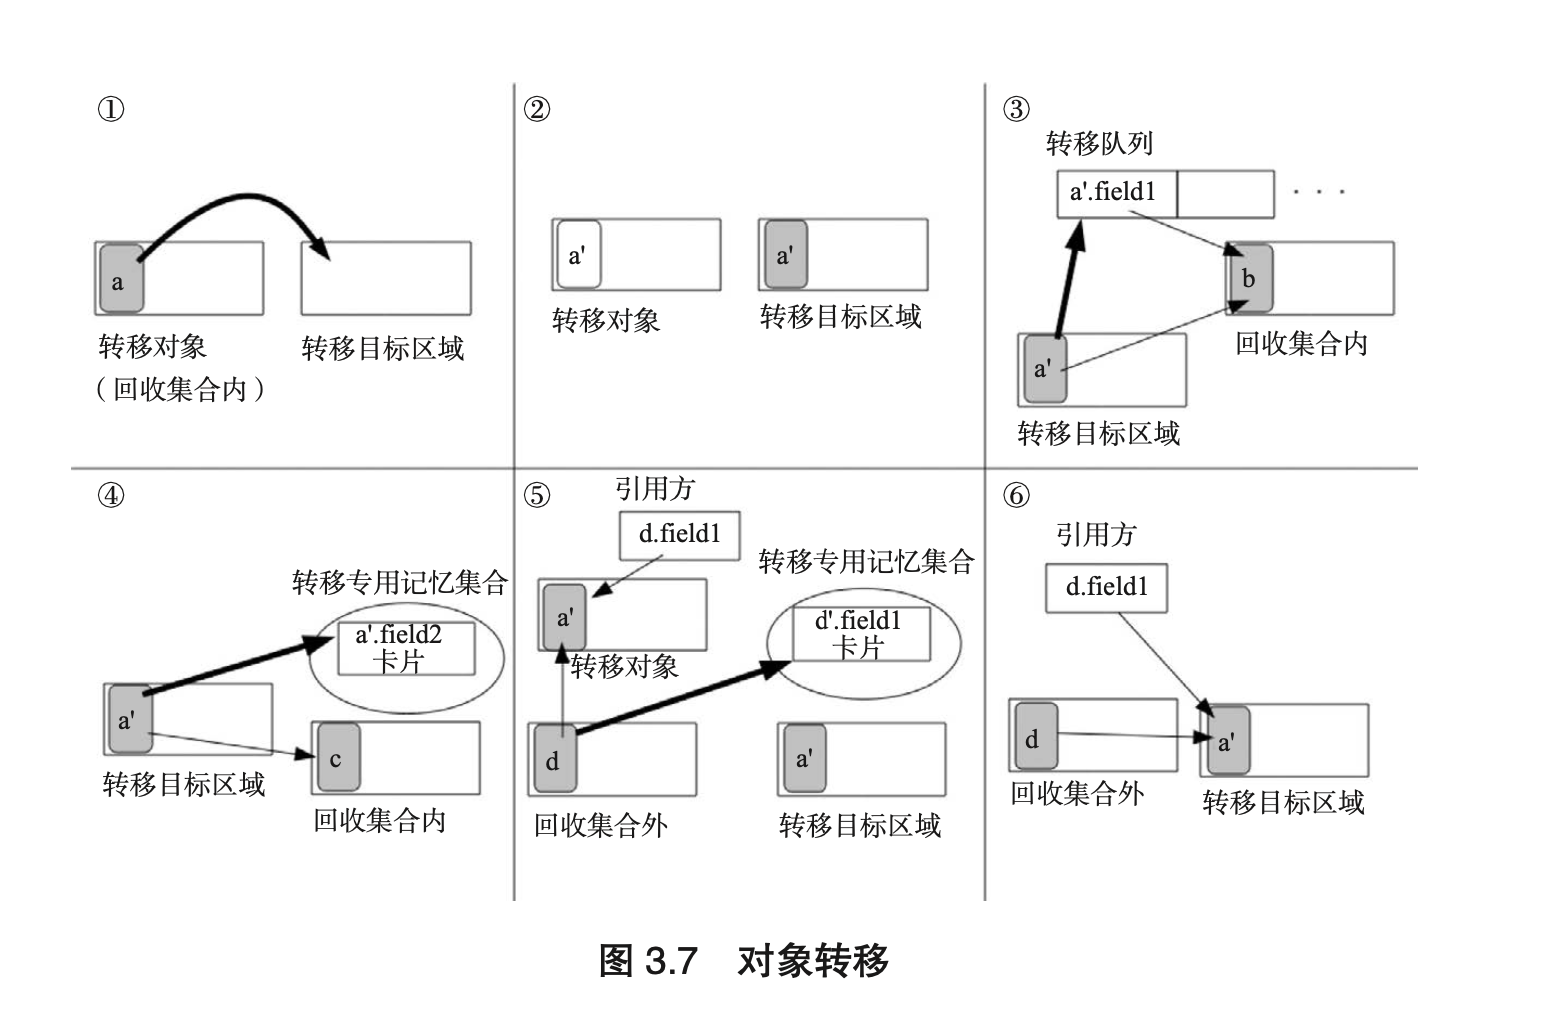 ①
a
转移对象
（回收集合内）
转移目标区域
②
a'
转移对象
a'
转移目标区域
③
转移队列
a'.field1
· · ·
b
回收集合内
a'
转移目标区域
④
转移专用记忆集合
a'.field2
卡片
a'
转移目标区域
c
回收集合内
⑤
引用方
d.field1
a'
转移对象
转移专用记忆集合
d'.field1
卡片
d
回收集合外
a'
转移目标区域
⑥
引用方
d.field1
d
回收集合外
a'
转移目标区域
图 3.7　对象转移